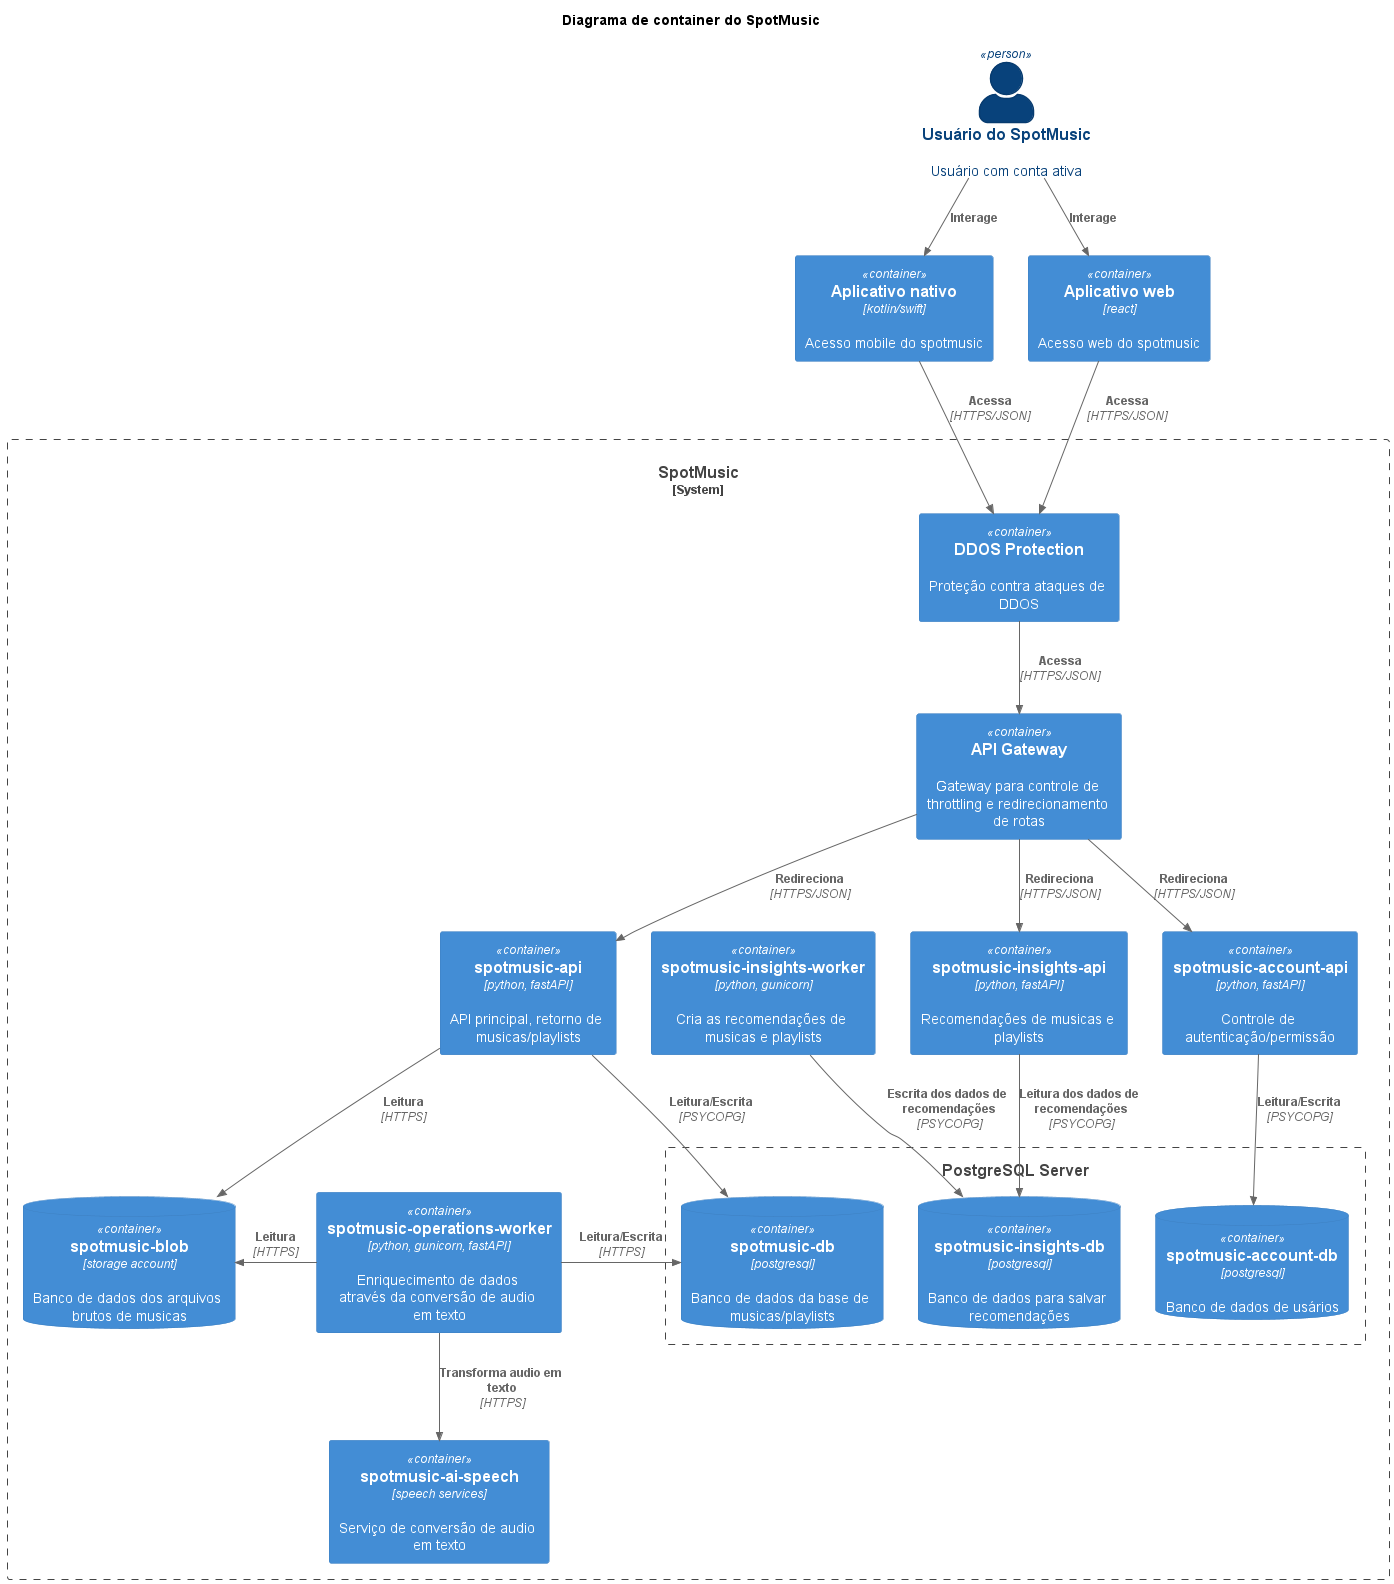 Diagrama de container do SpotMusic
«person»
Usuário do SpotMusic
Usuário com conta ativa
Interage
Interage
«container»
Aplicativo nativo
[kotlin/swift]
Acesso mobile do spotmusic
«container»
Aplicativo web
[react]
Acesso web do spotmusic
Acessa
[HTTPS/JSON]
Acessa
[HTTPS/JSON]
SpotMusic
[System]
«container»
DDOS Protection
Proteção contra ataques de
DDOS
Acessa
[HTTPS/JSON]
«container»
API Gateway
Gateway para controle de
throttling e redirecionamento
de rotas
Redireciona
[HTTPS/JSON]
Redireciona
[HTTPS/JSON]
Redireciona
[HTTPS/JSON]
«container»
spotmusic-api
[python, fastAPI]
API principal, retorno de
musicas/playlists
«container»
spotmusic-insights-worker
[python, gunicorn]
Cria as recomendações de
musicas e playlists
«container»
spotmusic-insights-api
[python, fastAPI]
Recomendações de musicas e
playlists
«container»
spotmusic-account-api
[python, fastAPI]
Controle de
autenticação/permissão
Leitura
[HTTPS]
Leitura/Escrita
[PSYCOPG]
Escrita dos dados de
recomendações
[PSYCOPG]
Leitura dos dados de
recomendações
[PSYCOPG]
Leitura/Escrita
[PSYCOPG]
PostgreSQL Server
«container»
spotmusic-blob
[storage account]
Banco de dados dos arquivos
brutos de musicas
Leitura
[HTTPS]
«container»
spotmusic-operations-worker
[python, gunicorn, fastAPI]
Enriquecimento de dados
através da conversão de audio
em texto
Leitura/Escrita
[HTTPS]
«container»
spotmusic-db
[postgresql]
Banco de dados da base de
musicas/playlists
«container»
spotmusic-insights-db
[postgresql]
Banco de dados para salvar
recomendações
«container»
spotmusic-account-db
[postgresql]
Banco de dados de usários
Transforma audio em
texto
[HTTPS]
«container»
spotmusic-ai-speech
[speech services]
Serviço de conversão de audio
em texto